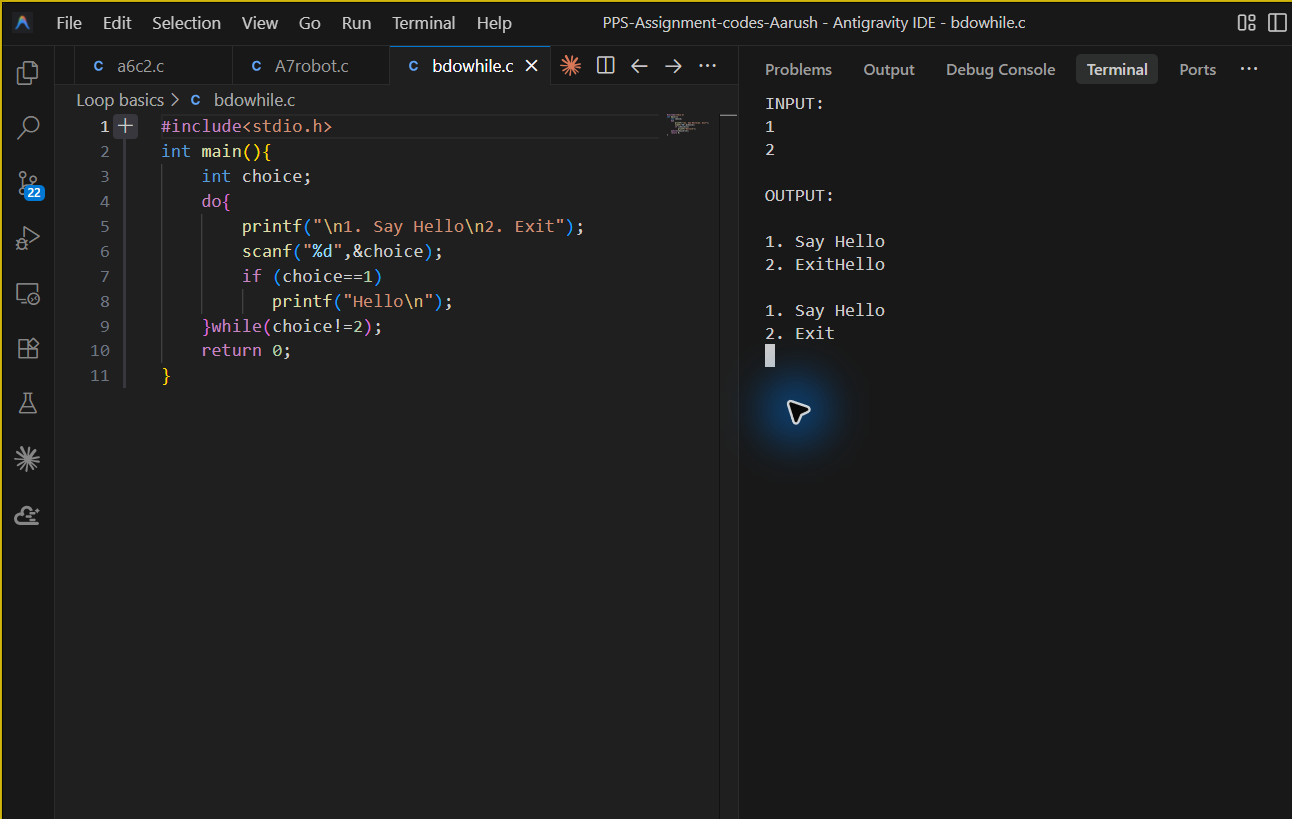 File Edit Selection View Go Run Terminal Help PPS-Assignment-codes-Aarush - Antigravity IDE - bdowhile.c
C a6c2.c C A7robot.c C bdowhile.c
Loop basics > C bdowhile.c
1 #include<stdio.h>
2 int main(){
3 int choice;
4 do{
5 printf("\n1. Say Hello\n2. Exit");
6 scanf("%d",&choice);
7 if (choice==1)
8 printf("Hello\n");
9 }while(choice!=2);
10 return 0;
11 }
22
Problems Output Debug Console Terminal Ports
INPUT:
1
2
OUTPUT:
1. Say Hello
2. ExitHello
1. Say Hello
2. Exit